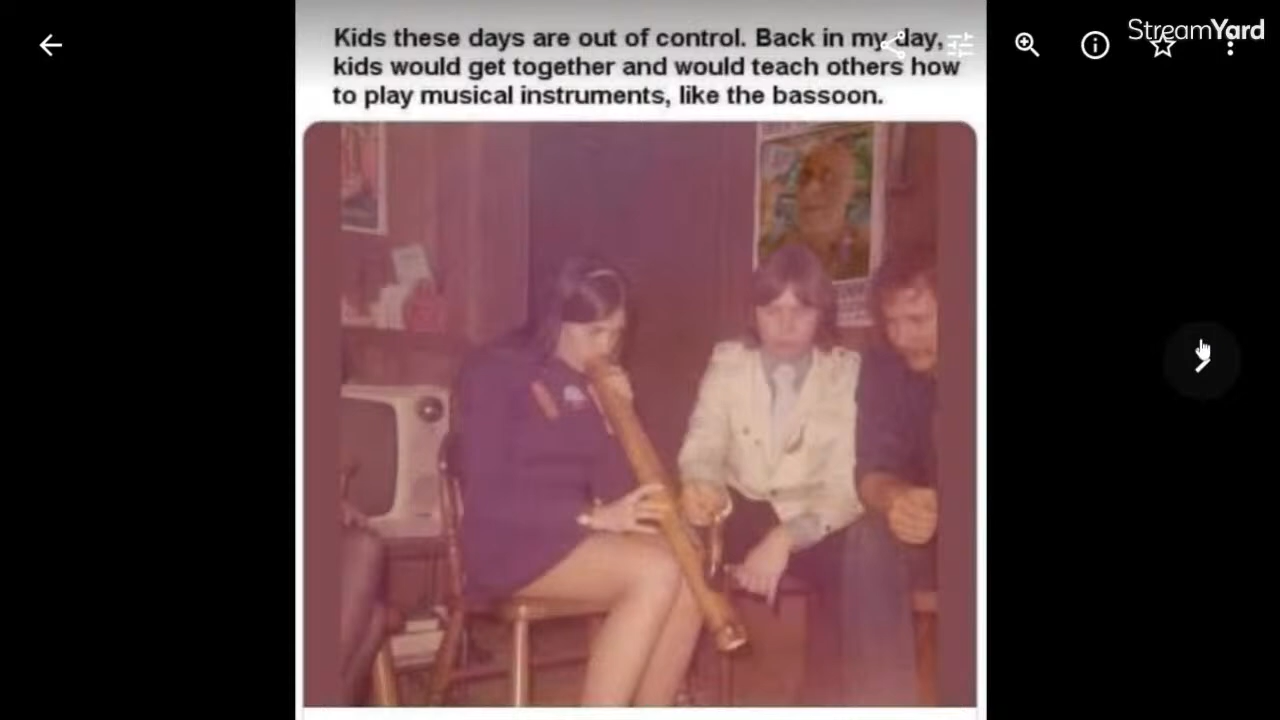 StreamYard
Kids these days are out of control. Back in my day,
kids would get together and would teach others how
to play musical instruments, like the bassoon.